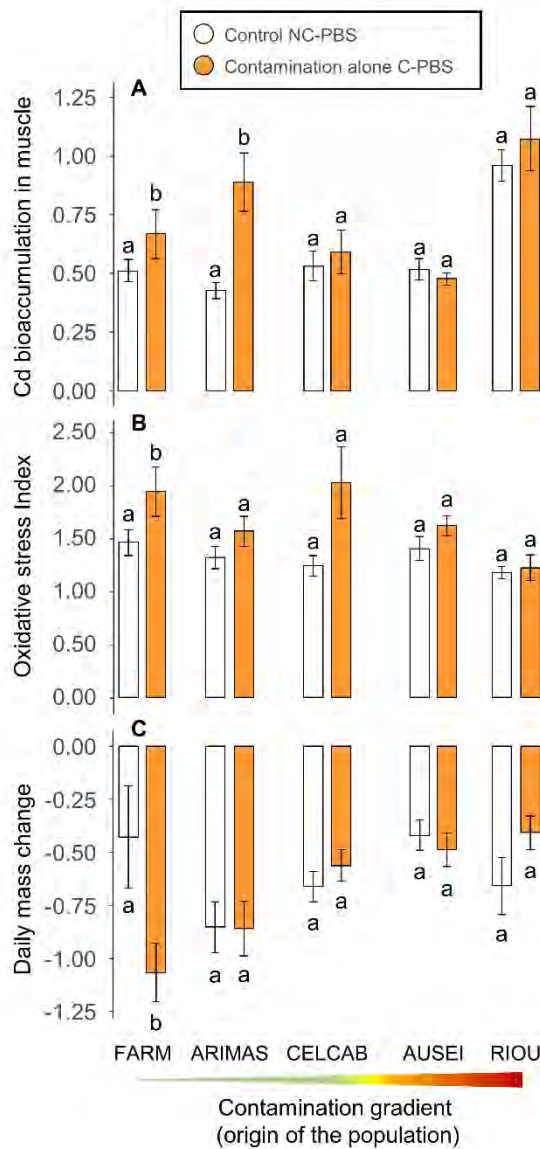 Control NC-PBS
Contamination alone C-PBS
A
Cd bioaccumulation in muscle
1.25
1.00
0.75
0.50
0.25
0.00
a b a b a a a a a a
B
Oxidative stress Index
2.50
2.00
1.50
1.00
0.50
0.00
a b a a a a a a a a
C
Daily mass change
0.00
-0.25
-0.50
-0.75
-1.00
-1.25
a b a a a a a a a a
FARM ARIMAS CELCAB AUSEI RIOU
Contamination gradient
(origin of the population)